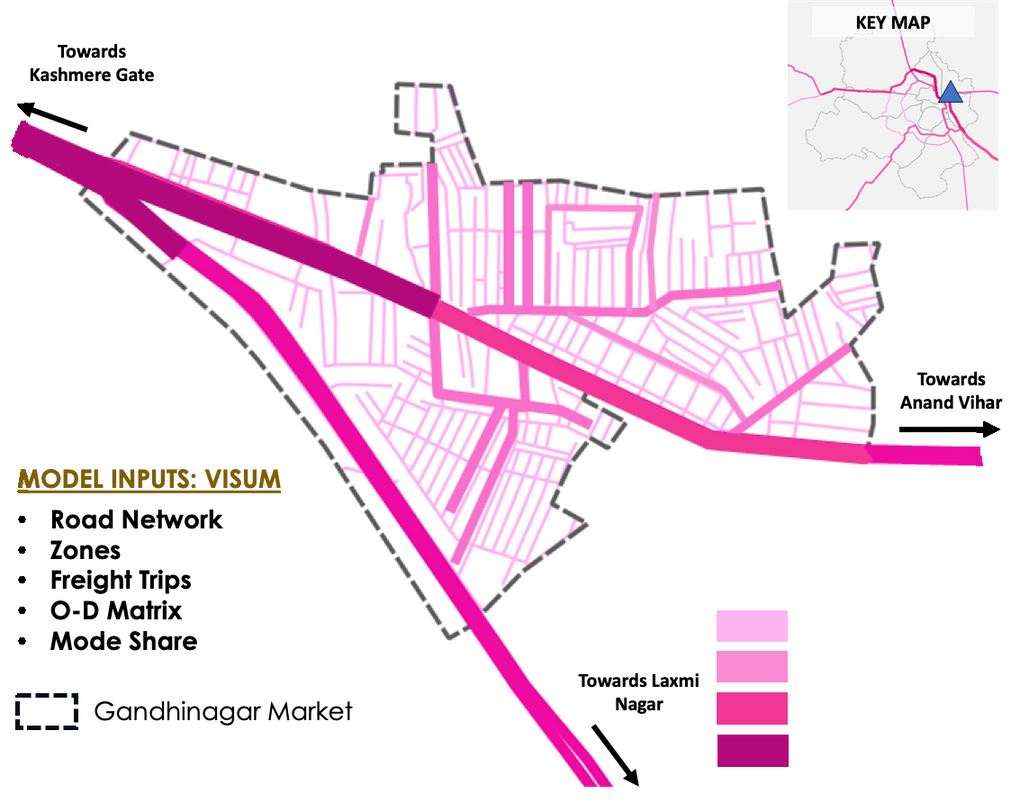 KEY MAP
Towards
Kashmere Gate
Towards
Anand Vihar
MODEL INPUTS: VISUM
• Road Network
• Zones
• Freight Trips
• O-D Matrix
• Mode Share
Towards Laxmi
Nagar
Gandhinagar Market